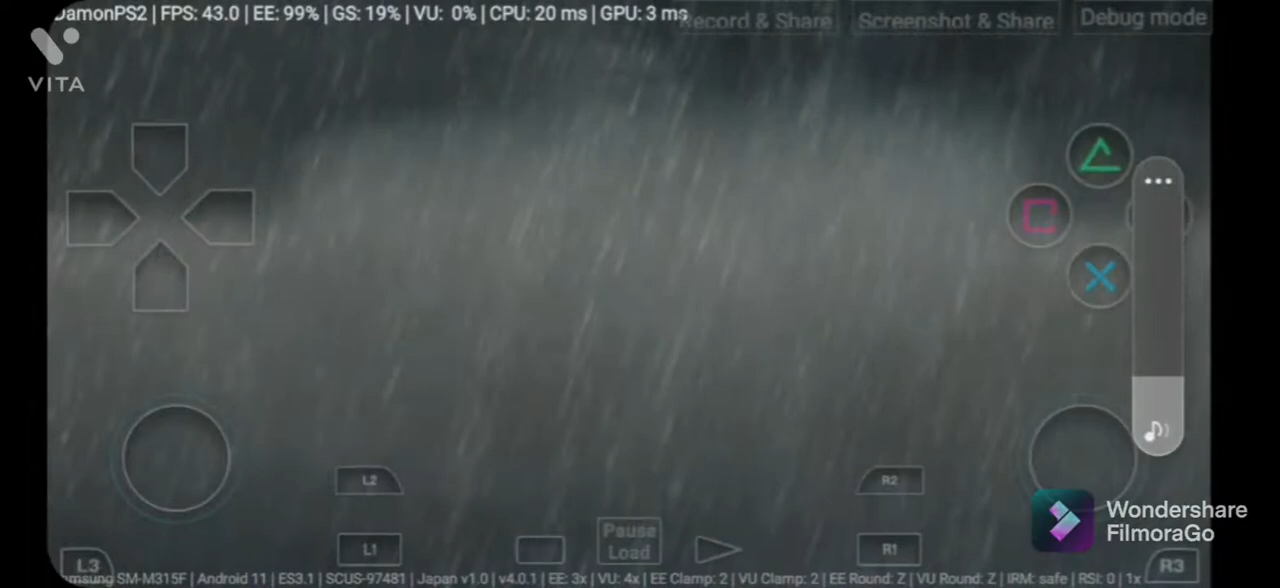 DamonPS2 | FPS: 43.0 | EE: 99% | GS: 19% | VU: 0% | CPU: 20 ms | GPU: 3 ms
Record & Share
Screenshot & Share
Debug mode
VITA
L2
R2
Pause
Load
L1
R1
Wondershare
FilmoraGo
L3
R3
msung SM-M315F | Android 11 | ES3.1 | SCUS-97481 | Japan v1.0 | v4.0.1 | EE: 3x | VU: 4x | EE Clamp: 2 | VU Clamp: 2 | EE Round: Z | VU Round: Z | IRM: safe | RSI: 0 | 1x